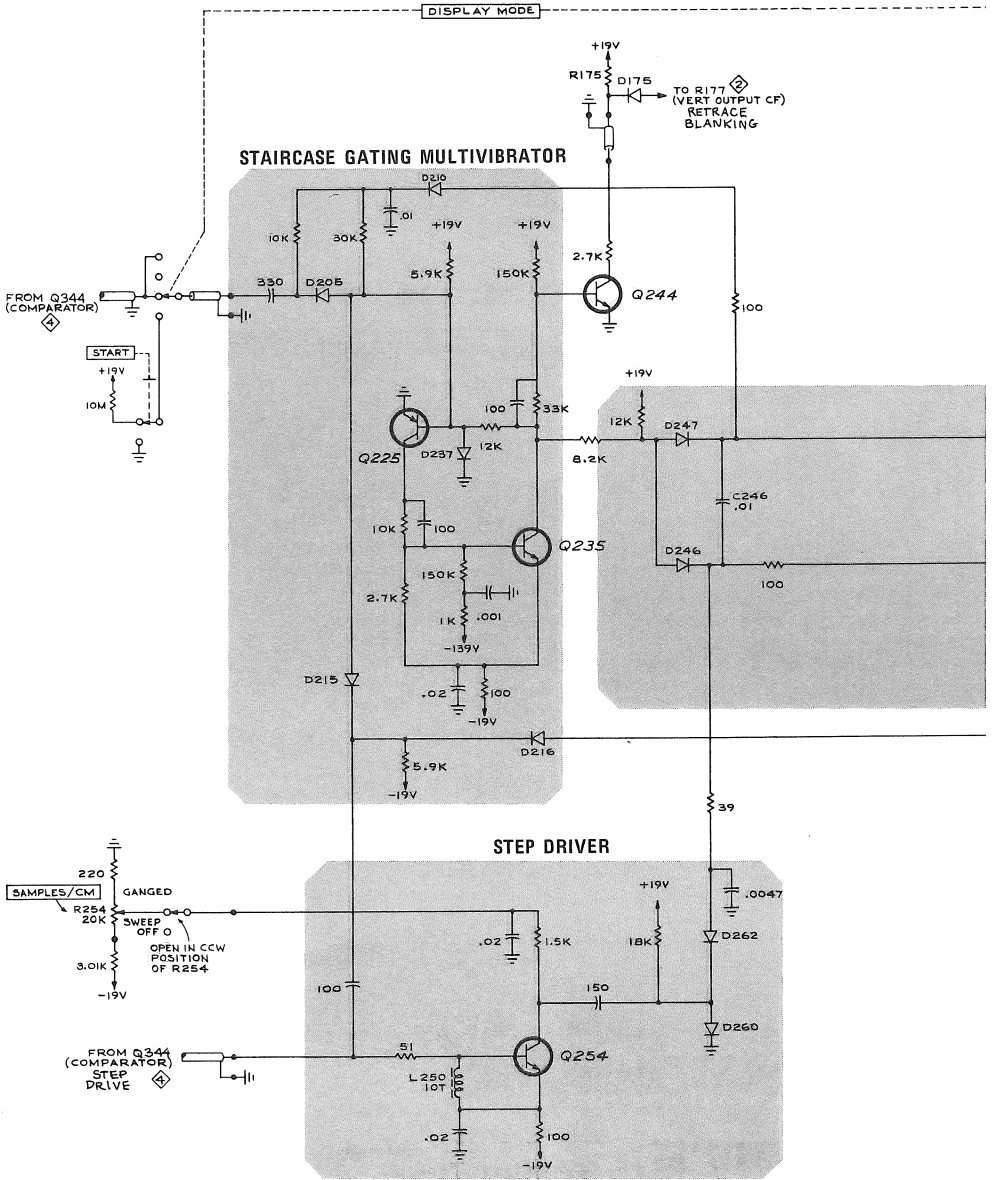 DISPLAY MODE
+19V
R175
D175
TO R177 2
(VERT OUTPUT CF)
RETRACE
BLANKING
STAIRCASE GATING MULTIVIBRATOR
D210
.01
10K
30K
+19V
+19V
5.9K
150K
2.7K
330
D205
Q244
100
FROM Q344
(COMPARATOR)
4
START
+19V
10M
+19V
100
33K
12K
D247
Q225
D237
12K
8.2K
C246
.01
10K
100
Q235
D246
150K
100
2.7K
.001
1K
-139V
D215
.02
100
-19V
D216
5.9K
-19V
39
STEP DRIVER
220
SAMPLES/CM
GANGED
R254
20K
SWEEP
OFF
OPEN IN CCW
POSITION
OF R254
3.01K
-19V
+19V
.0047
.02
1.5K
18K
D262
100
150
D260
FROM Q344
(COMPARATOR)
STEP
DRIVE
4
51
Q254
L250
10T
.02
100
-19V